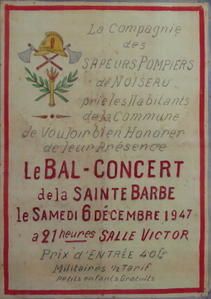 La Compagnie
des
SAPEURS POMPIERS
de NOISEAU
prie les Habitants
de la Commune
de Vouloir bien Honorer
de leur Présence
Le BAL-CONCERT
de la SAINTE BARBE
le SAMEDI 6 DÉCEMBRE 1947
à 21 heures SALLE VICTOR
Prix d'ENTRÉE 40 Frs
Militaires ½ Tarif
petits enfants Gratuits